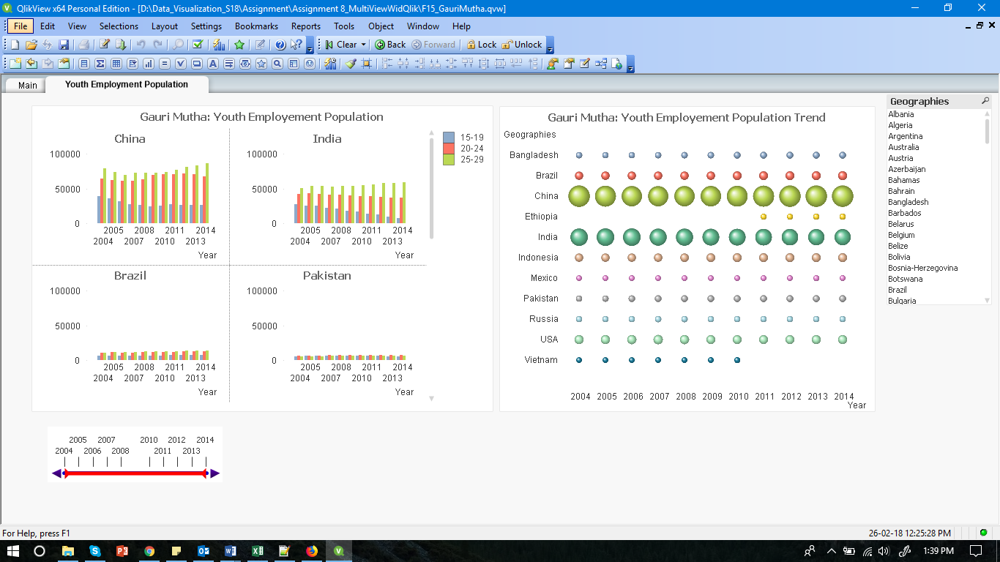 QlikView x64 Personal Edition - [D:\Data_Visualization_S18\Assignment\Assignment 8_MultiViewWidQlik\F15_GauriMutha.qvw]
File Edit View Selections Layout Settings Bookmarks Reports Tools Object Window Help
Clear Back Forward Lock Unlock
Main Youth Employment Population
Gauri Mutha: Youth Employement Population
China
100000
50000
0
2005 2007 2010 2011 2014
2004 2007 2010 2013
Year
India
100000
50000
0
2005 2008 2011 2014
2004 2007 2010 2013
Year
Brazil
100000
50000
0
2005 2008 2011 2014
2004 2007 2010 2013
Year
Pakistan
100000
50000
0
2005 2008 2011 2014
2004 2007 2010 2013
Year
15-19
20-24
25-29
Gauri Mutha: Youth Employement Population Trend
Geographies
Bangladesh
Brazil
China
Ethiopia
India
Indonesia
Mexico
Pakistan
Russia
USA
Vietnam
2004 2005 2006 2007 2008 2009 2010 2011 2012 2013 2014
Year
Geographies
Albania
Algeria
Argentina
Australia
Austria
Azerbaijan
Bahamas
Bahrain
Bangladesh
Barbados
Belarus
Belgium
Belize
Bolivia
Bosnia-Herzegovina
Botswana
Brazil
Bulgaria
2005 2007 2010 2012 2014
2004 2006 2008 2011 2013
For Help, press F1
26-02-18 12:25:28 PM
1:39 PM